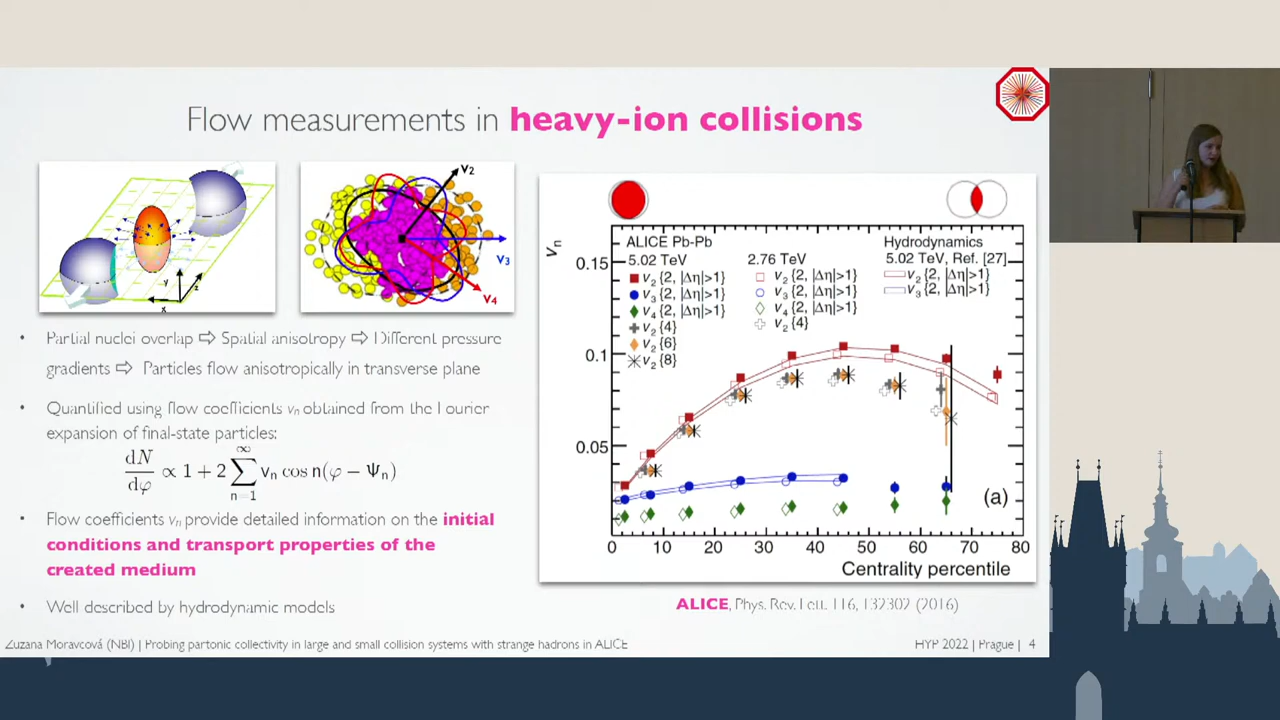 Flow measurements in heavy-ion collisions
v2
v3
v4
y
z
x
• Partial nuclei overlap ⇨ Spatial anisotropy ⇨ Different pressure
gradients ⇨ Particles flow anisotropically in transverse plane
• Quantified using flow coefficients vn obtained from the Fourier
expansion of final-state particles:
dN/dφ ∝ 1 + 2 ∑_{n=1}^{∞} vn cos n(φ − Ψn)
• Flow coefficients vn provide detailed information on the initial
conditions and transport properties of the
created medium
• Well described by hydrodynamic models
vn
0.15
0.1
0.05
ALICE Pb-Pb
5.02 TeV
v2{2, |Δη|>1}
v3{2, |Δη|>1}
v4{2, |Δη|>1}
v2{4}
v2{6}
v2{8}
2.76 TeV
v2{2, |Δη|>1}
v3{2, |Δη|>1}
v4{2, |Δη|>1}
v2{4}
Hydrodynamics
5.02 TeV, Ref. [27]
v2{2, |Δη|>1}
v3{2, |Δη|>1}
(a)
0 10 20 30 40 50 60 70 80
Centrality percentile
ALICE, Phys. Rev. Lett. 116, 132302 (2016)
Zuzana Moravcová (NBI) | Probing partonic collectivity in large and small collision systems with strange hadrons in ALICE
HYP 2022 | Prague | 4